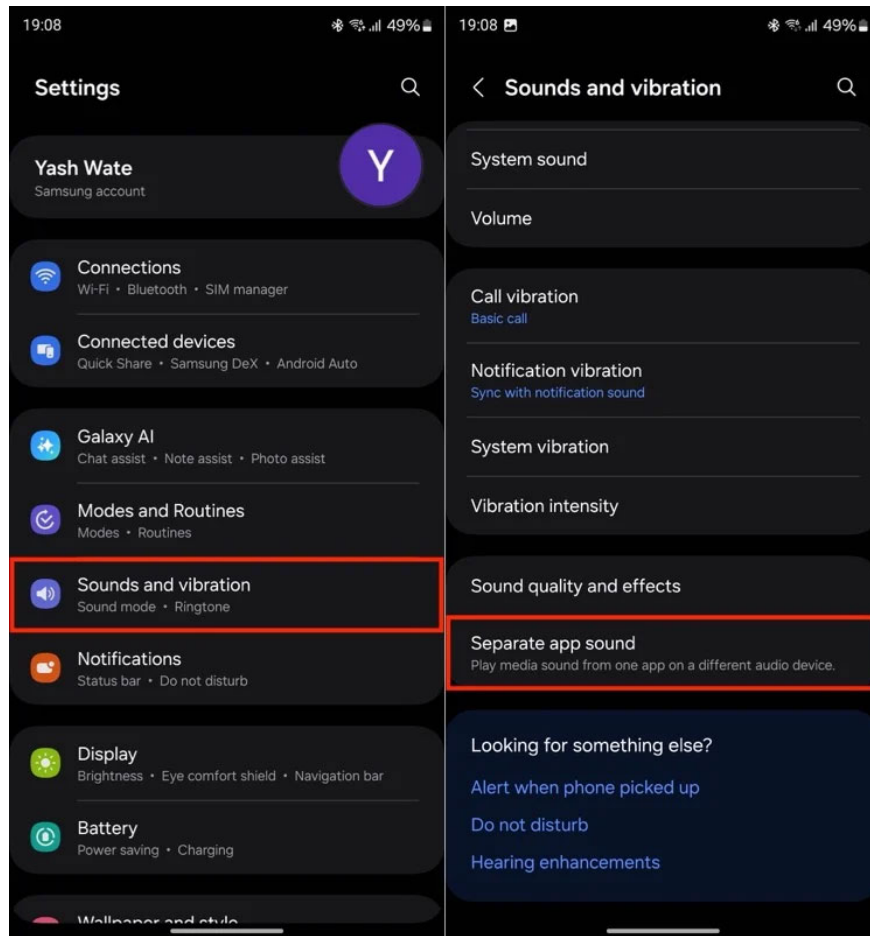 19:08 49%
Settings
Yash Wate
Samsung account
Y
Connections
Wi-Fi • Bluetooth • SIM manager
Connected devices
Quick Share • Samsung DeX • Android Auto
Galaxy AI
Chat assist • Note assist • Photo assist
Modes and Routines
Modes • Routines
Sounds and vibration
Sound mode • Ringtone
Notifications
Status bar • Do not disturb
Display
Brightness • Eye comfort shield • Navigation bar
Battery
Power saving • Charging
Wallpaper and style
19:08 49%
Sounds and vibration
System sound
Volume
Call vibration
Basic call
Notification vibration
Sync with notification sound
System vibration
Vibration intensity
Sound quality and effects
Separate app sound
Play media sound from one app on a different audio device.
Looking for something else?
Alert when phone picked up
Do not disturb
Hearing enhancements